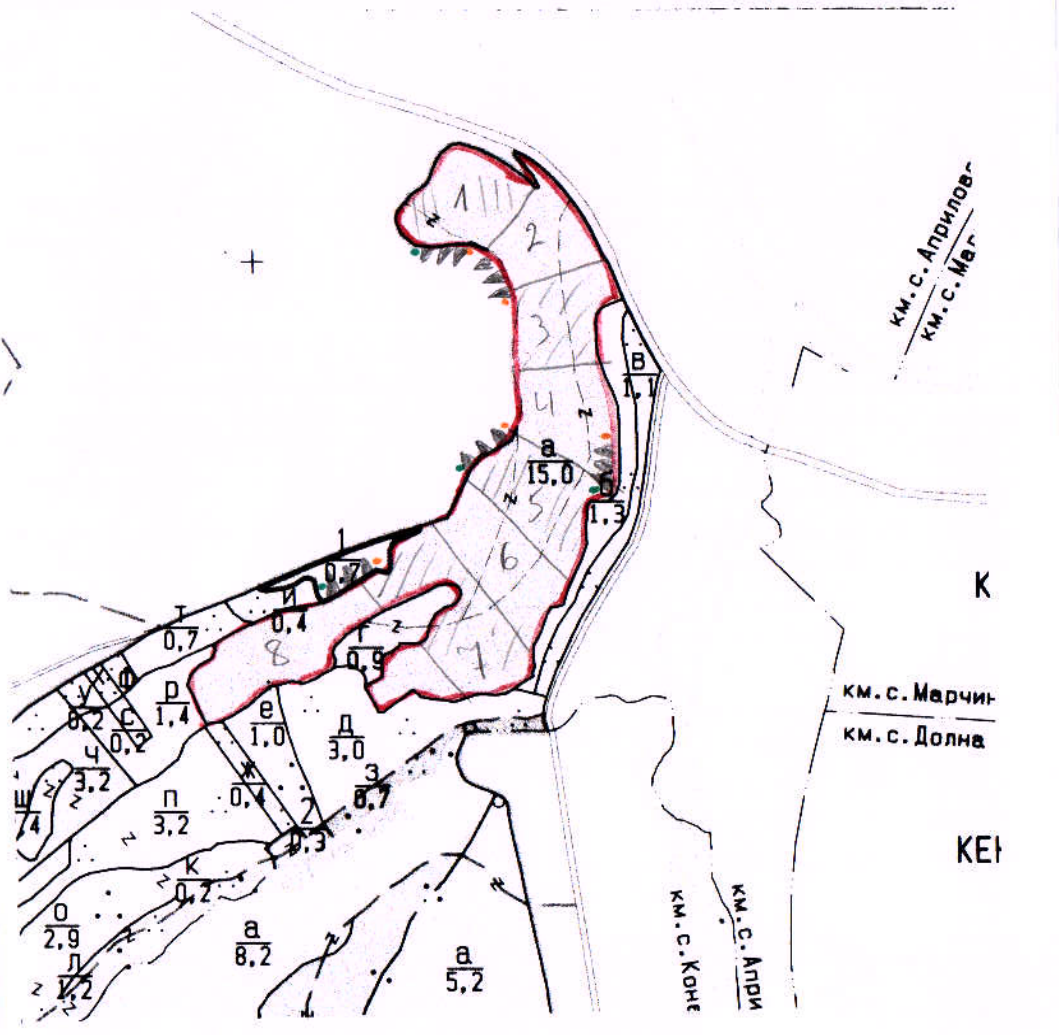 1
2
км.с. Априлов
км.с. Мар
3
В
1,1
4
а
15,0
5
б
1,3
1
0,7
6
и
0,4
К
т
0,7
8
г
0,9
7
р
1,4
км.с. Марчин
км.с. Долна
у
0,2
ф
с
0,2
е
1,0
д
3,0
ч
3,2
ж
0,4
З
0,7
п
3,2
2
0,3
КЕН
к
0,2
о
2,9
л
1,2
а
8,2
а
5,2
км.с. Коне
км.с. Апри